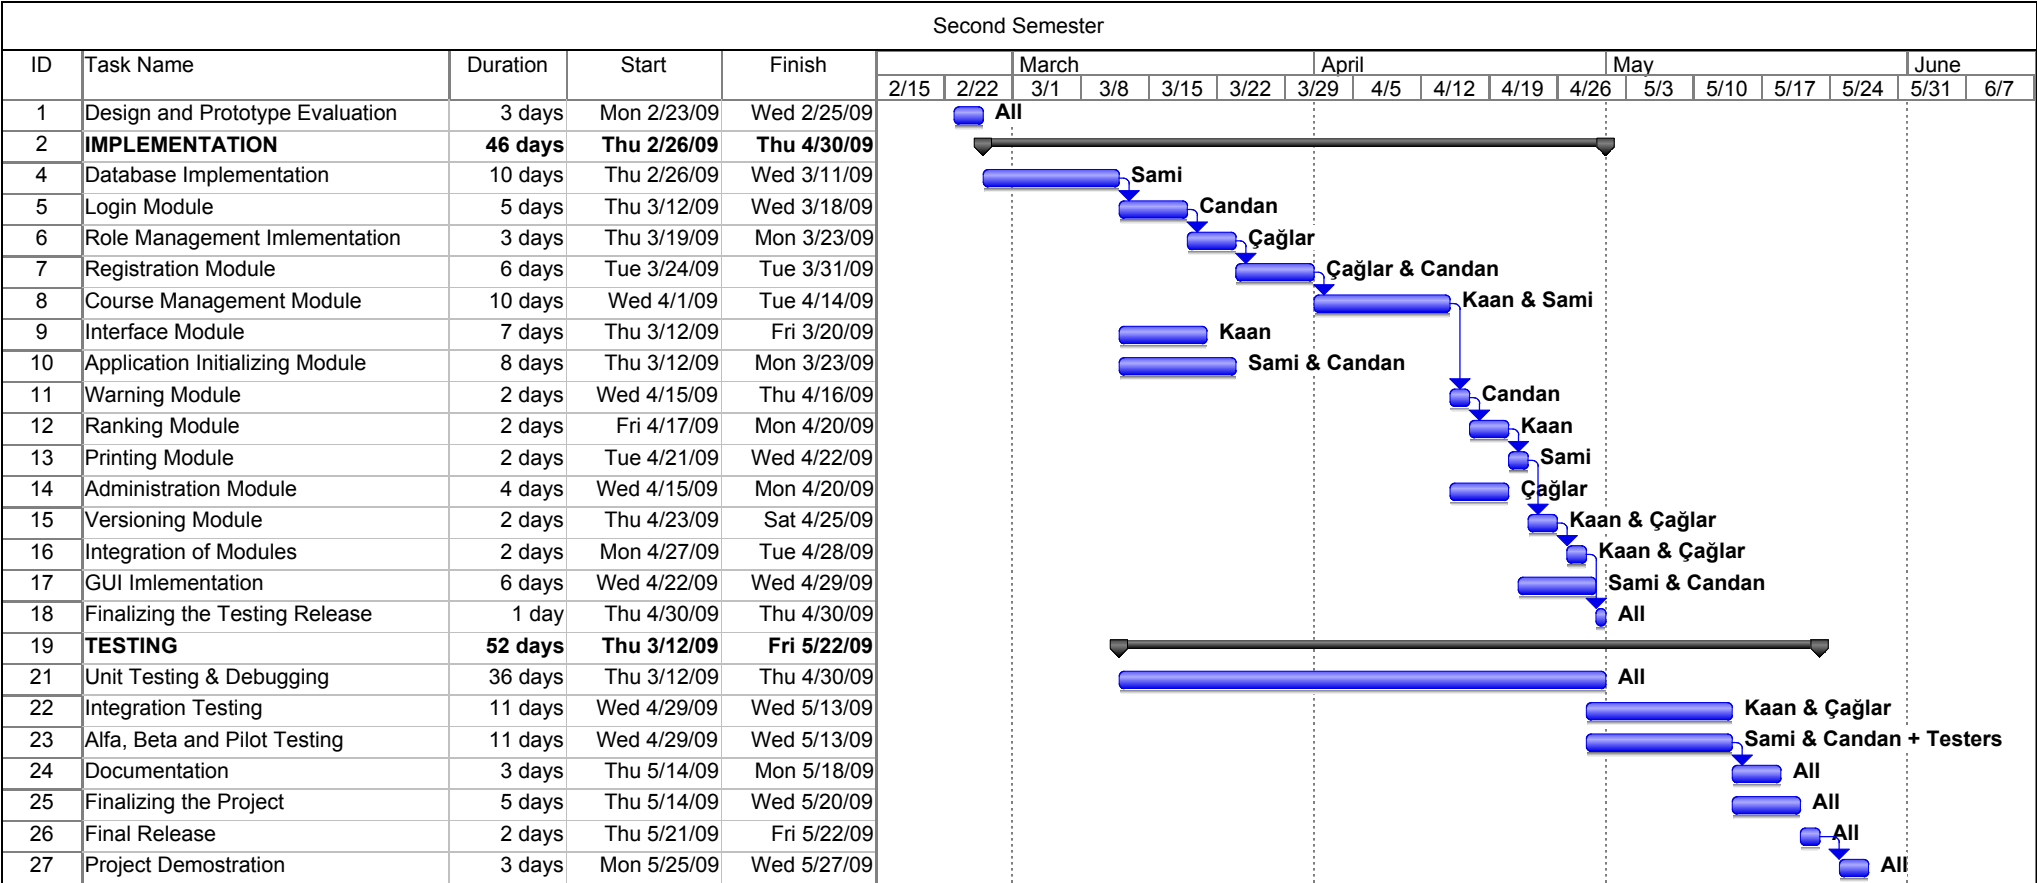 Second Semester
ID Task Name Duration Start Finish March April May June
2/15 2/22 3/1 3/8 3/15 3/22 3/29 4/5 4/12 4/19 4/26 5/3 5/10 5/17 5/24 5/31 6/7
1 Design and Prototype Evaluation 3 days Mon 2/23/09 Wed 2/25/09 All
2 IMPLEMENTATION 46 days Thu 2/26/09 Thu 4/30/09
4 Database Implementation 10 days Thu 2/26/09 Wed 3/11/09 Sami
5 Login Module 5 days Thu 3/12/09 Wed 3/18/09 Candan
6 Role Management Imlementation 3 days Thu 3/19/09 Mon 3/23/09 Çağlar
7 Registration Module 6 days Tue 3/24/09 Tue 3/31/09 Çağlar & Candan
8 Course Management Module 10 days Wed 4/1/09 Tue 4/14/09 Kaan & Sami
9 Interface Module 7 days Thu 3/12/09 Fri 3/20/09 Kaan
10 Application Initializing Module 8 days Thu 3/12/09 Mon 3/23/09 Sami & Candan
11 Warning Module 2 days Wed 4/15/09 Thu 4/16/09 Candan
12 Ranking Module 2 days Fri 4/17/09 Mon 4/20/09 Kaan
13 Printing Module 2 days Tue 4/21/09 Wed 4/22/09 Sami
14 Administration Module 4 days Wed 4/15/09 Mon 4/20/09 Çağlar
15 Versioning Module 2 days Thu 4/23/09 Sat 4/25/09 Kaan & Çağlar
16 Integration of Modules 2 days Mon 4/27/09 Tue 4/28/09 Kaan & Çağlar
17 GUI Imlementation 6 days Wed 4/22/09 Wed 4/29/09 Sami & Candan
18 Finalizing the Testing Release 1 day Thu 4/30/09 Thu 4/30/09 All
19 TESTING 52 days Thu 3/12/09 Fri 5/22/09
21 Unit Testing & Debugging 36 days Thu 3/12/09 Thu 4/30/09 All
22 Integration Testing 11 days Wed 4/29/09 Wed 5/13/09 Kaan & Çağlar
23 Alfa, Beta and Pilot Testing 11 days Wed 4/29/09 Wed 5/13/09 Sami & Candan + Testers
24 Documentation 3 days Thu 5/14/09 Mon 5/18/09 All
25 Finalizing the Project 5 days Thu 5/14/09 Wed 5/20/09 All
26 Final Release 2 days Thu 5/21/09 Fri 5/22/09 All
27 Project Demostration 3 days Mon 5/25/09 Wed 5/27/09 All